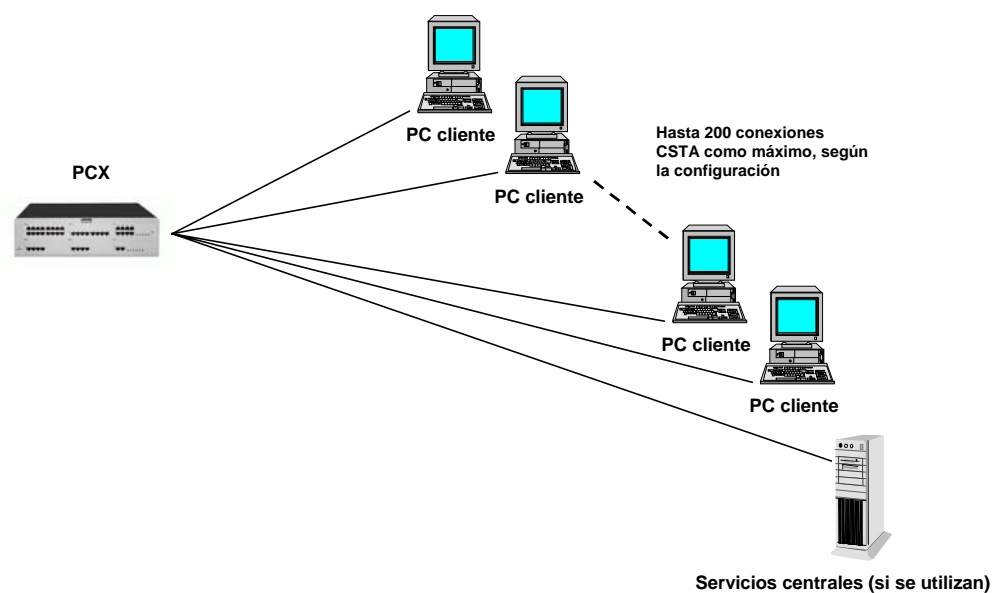 PC cliente
Hasta 200 conexiones
CSTA como máximo, según
la configuración
PCX
PC cliente
PC cliente
PC cliente
Servicios centrales (si se utilizan)